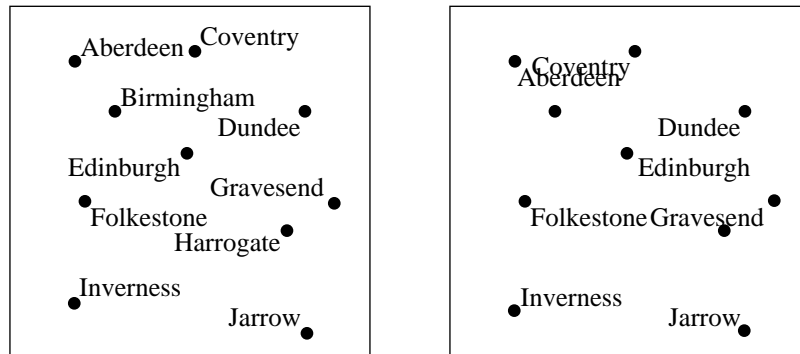 Aberdeen
Coventry
Birmingham
Dundee
Edinburgh
Gravesend
Folkestone
Harrogate
Inverness
Jarrow
Coventry
Aberdeen
Dundee
Edinburgh
Folkestone
Gravesend
Inverness
Jarrow